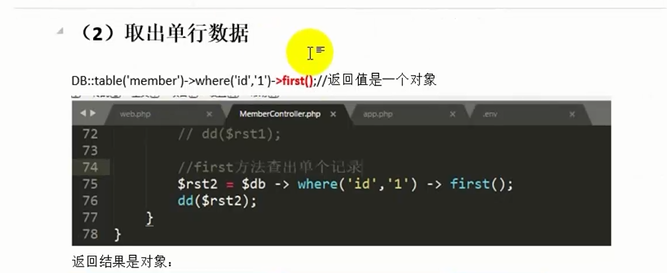 （2）取出单行数据
DB::table('member')->where('id','1')->first();//返回值是一个对象
web.php
MemberController.php
app.php
.env
72 // dd($rst1);
73
74 //first方法查出单个记录
75 $rst2 = $db -> where('id','1') -> first();
76 dd($rst2);
77 }
78 }
返回结果是对象：